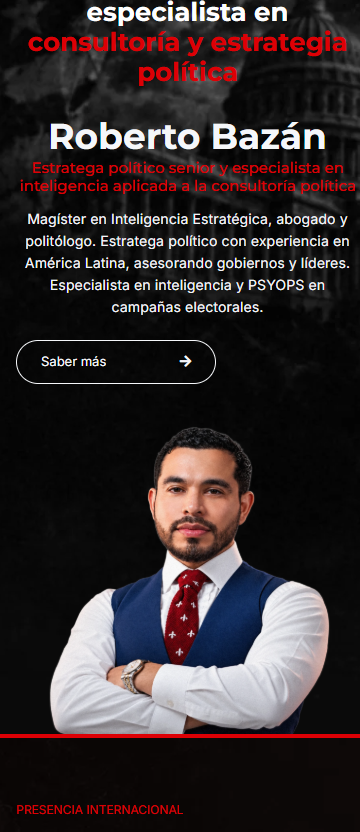 especialista en
consultoría y estrategia
política
Roberto Bazán
Estratega político senior y especialista en
inteligencia aplicada a la consultoría política
Magíster en Inteligencia Estratégica, abogado y
politólogo. Estratega político con experiencia en
América Latina, asesorando gobiernos y líderes.
Especialista en inteligencia y PSYOPS en
campañas electorales.
Saber más
PRESENCIA INTERNACIONAL